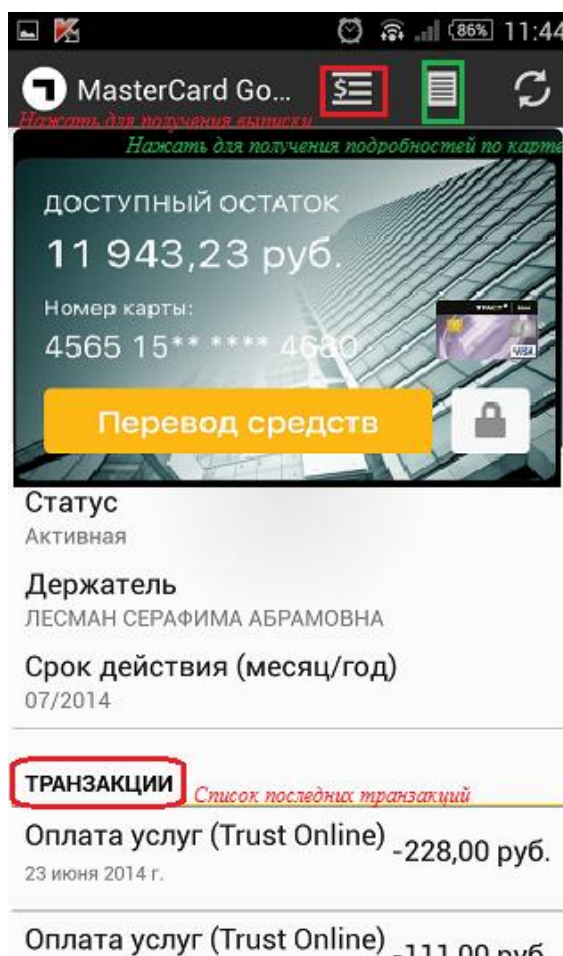 86% 11:44
MasterCard Go...
Нажать для получения выписки
Нажать для получения подробностей по карте
ДОСТУПНЫЙ ОСТАТОК
11 943,23 руб.
Номер карты:
4565 15** **** 4680
VISA
Перевод средств
Статус
Активная
Держатель
ЛЕСМАН СЕРАФИМА АБРАМОВНА
Срок действия (месяц/год)
07/2014
ТРАНЗАКЦИИ
Список последних транзакций
Оплата услуг (Trust Online) -228,00 руб.
23 июня 2014 г.
Оплата услуг (Trust Online) -111,00 руб.